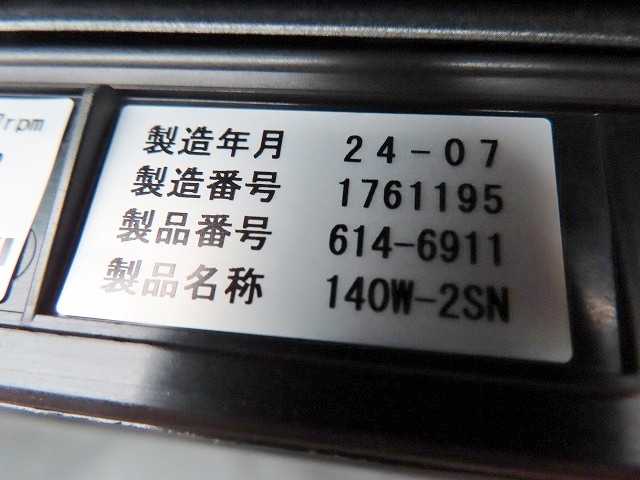 7rpm
製造年月 24-07
製造番号 1761195
製品番号 614-6911
製品名称 140W-2SN